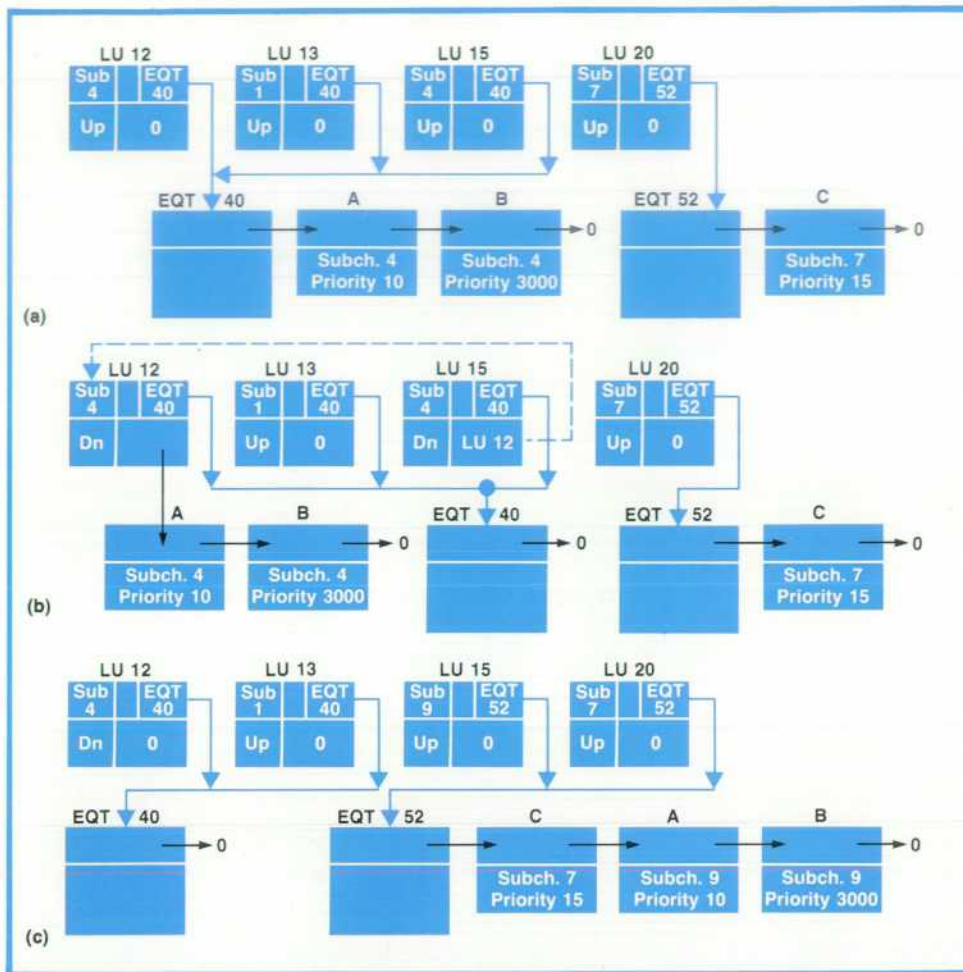 LU 12 LU 13 LU 15 LU 20
Sub EQT Sub EQT Sub EQT Sub EQT
4 40 1 40 4 40 7 52
Up 0 Up 0 Up 0 Up 0
EQT 40 A B EQT 52 C
0 0
Subch. 4 Subch. 4 Subch. 7
Priority 10 Priority 3000 Priority 15
(a)
LU 12 LU 13 LU 15 LU 20
Sub EQT Sub EQT Sub EQT Sub EQT
4 40 1 40 4 40 7 52
Dn Up 0 Dn LU 12 Up 0
A B EQT 40 EQT 52 C
0 0 0
Subch. 4 Subch. 4 Subch. 7
Priority 10 Priority 3000 Priority 15
(b)
LU 12 LU 13 LU 15 LU 20
Sub EQT Sub EQT Sub EQT Sub EQT
4 40 1 40 9 52 7 52
Dn 0 Up 0 Up 0 Up 0
EQT 40 EQT 52 C A B
0 0
Subch. 7 Subch. 9 Subch. 9
Priority 15 Priority 10 Priority 3000
(c)